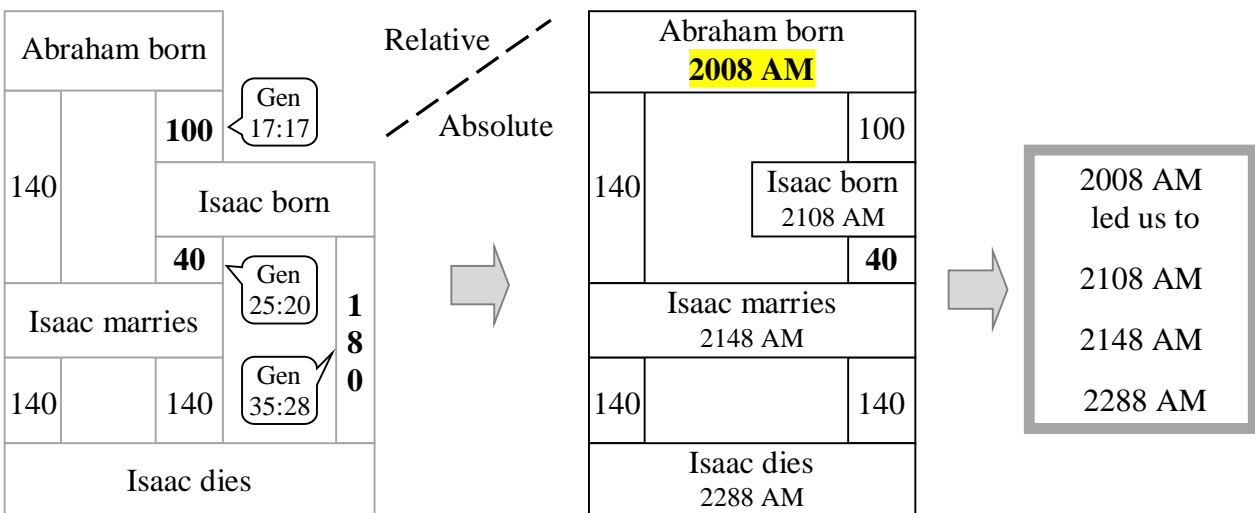 Abraham born
100
Gen
17:17
140
Isaac born
40
Gen
25:20
1
8
0
Isaac marries
Gen
35:28
140
140
Isaac dies
Relative
Absolute
Abraham born
2008 AM
100
140
Isaac born
2108 AM
40
Isaac marries
2148 AM
140
140
Isaac dies
2288 AM
2008 AM
led us to
2108 AM
2148 AM
2288 AM